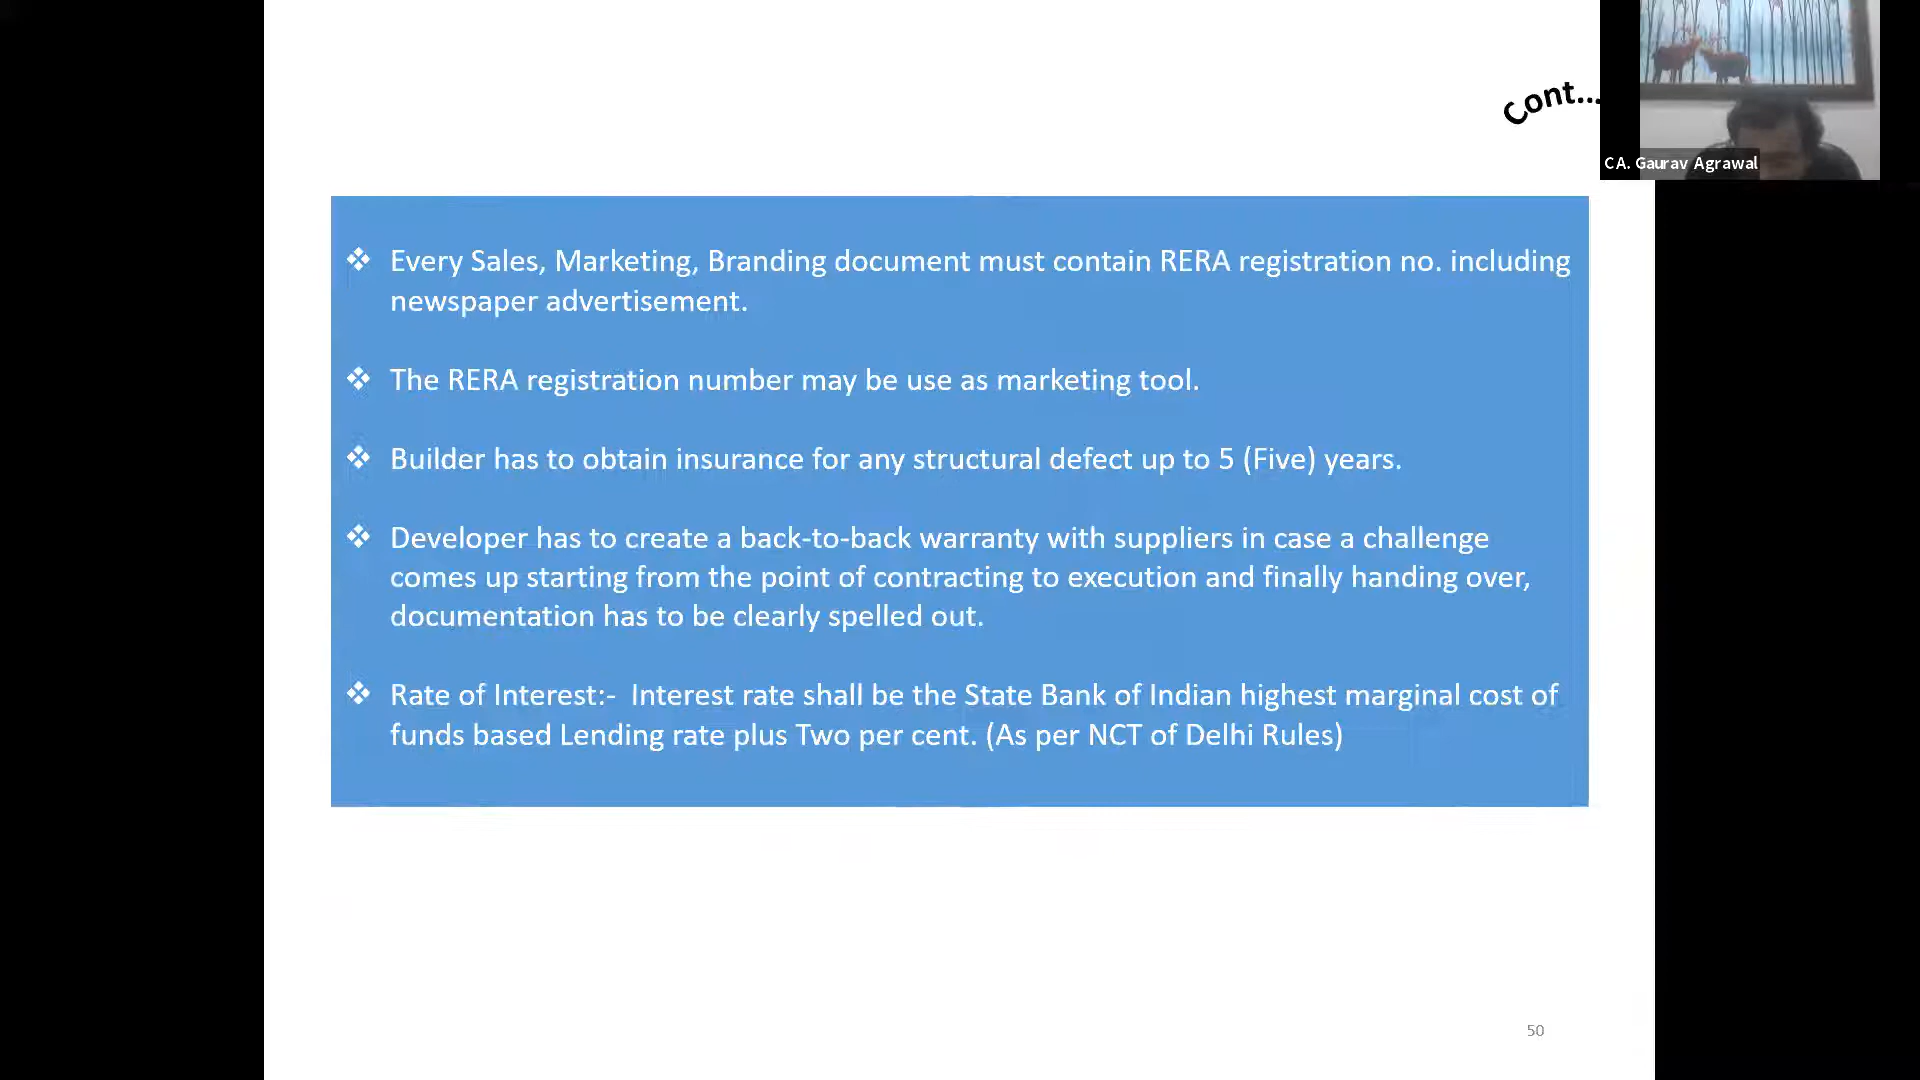 Cont...
CA. Gaurav Agrawal
❖ Every Sales, Marketing, Branding document must contain RERA registration no. including
newspaper advertisement.
❖ The RERA registration number may be use as marketing tool.
❖ Builder has to obtain insurance for any structural defect up to 5 (Five) years.
❖ Developer has to create a back-to-back warranty with suppliers in case a challenge
comes up starting from the point of contracting to execution and finally handing over,
documentation has to be clearly spelled out.
❖ Rate of Interest:- Interest rate shall be the State Bank of Indian highest marginal cost of
funds based Lending rate plus Two per cent. (As per NCT of Delhi Rules)
50